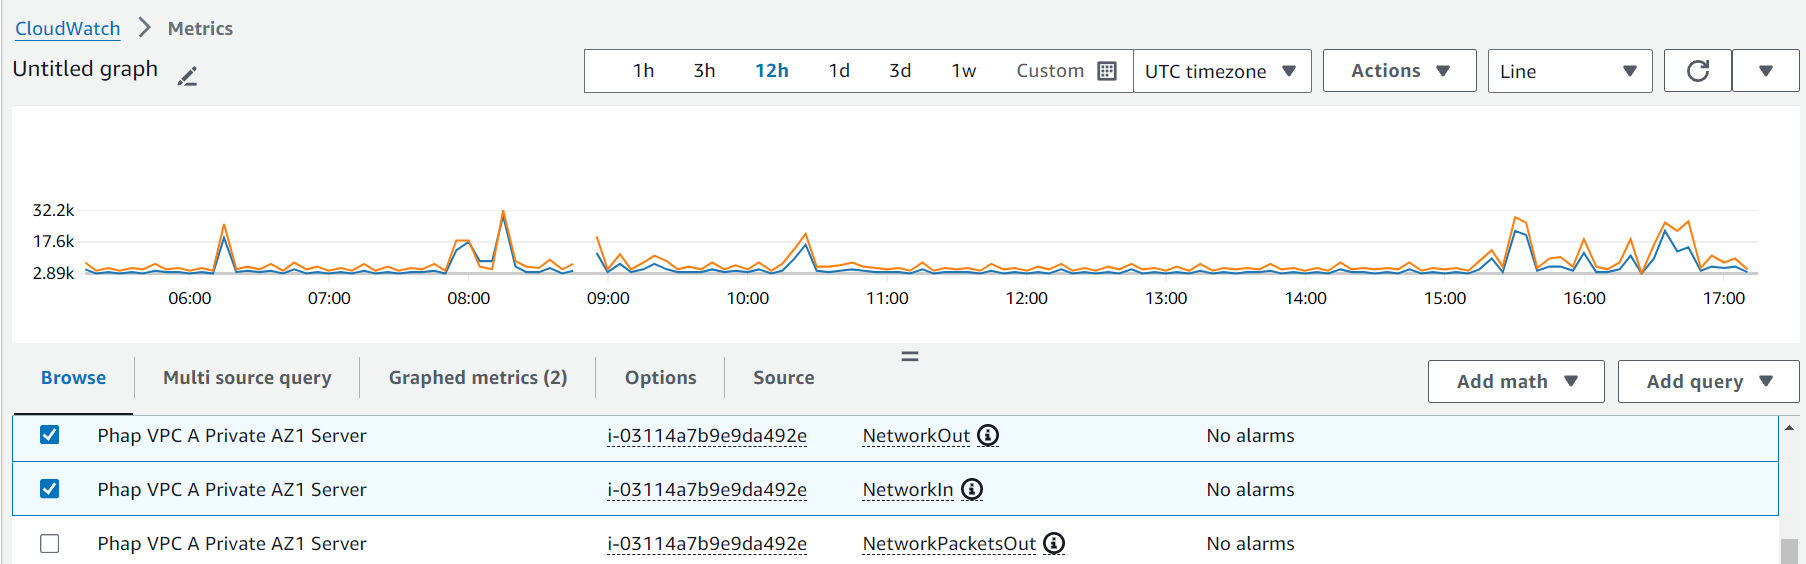 CloudWatch > Metrics
Untitled graph
1h 3h 12h 1d 3d 1w Custom UTC timezone Actions Line
32.2k
17.6k
2.89k
06:00 07:00 08:00 09:00 10:00 11:00 12:00 13:00 14:00 15:00 16:00 17:00
Browse Multi source query Graphed metrics (2) Options Source Add math Add query
Phap VPC A Private AZ1 Server i-03114a7b9e9da492e NetworkOut No alarms
Phap VPC A Private AZ1 Server i-03114a7b9e9da492e NetworkIn No alarms
Phap VPC A Private AZ1 Server i-03114a7b9e9da492e NetworkPacketsOut No alarms